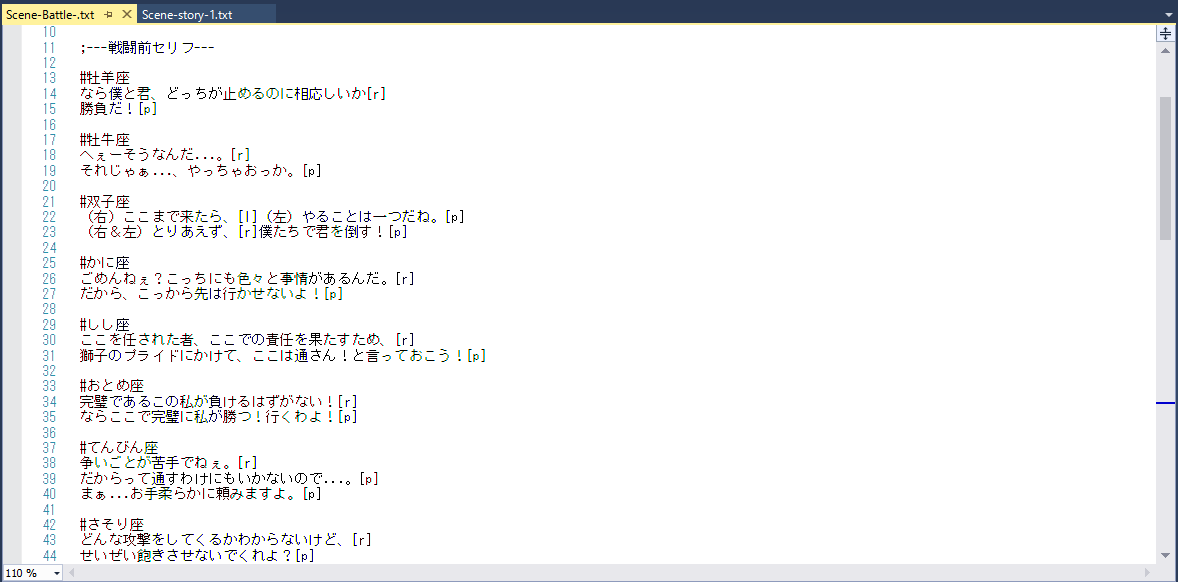 Scene-Battle-.txt
Scene-story-1.txt
10
11 ;---戦闘前セリフ---
12
13 #牡羊座
14 なら僕と君、どっちが止めるのに相応しいか[r]
15 勝負だ！[p]
16
17 #牡牛座
18 へぇーそうなんだ...。[r]
19 それじゃぁ...、やっちゃおっか。[p]
20
21 #双子座
22 （右）ここまで来たら、[l]（左）やることは一つだね。[p]
23 （右＆左）とりあえず、[r]僕たちで君を倒す！[p]
24
25 #かに座
26 ごめんねぇ？こっちにも色々と事情があるんだ。[r]
27 だから、こっから先は行かせないよ！[p]
28
29 #しし座
30 ここを任された者、ここでの責任を果たすため、[r]
31 獅子のプライドにかけて、ここは通さん！と言っておこう！[p]
32
33 #おとめ座
34 完璧であるこの私が負けるはずがない！[r]
35 ならここで完璧に私が勝つ！行くわよ！[p]
36
37 #てんびん座
38 争いごとが苦手でねぇ。[r]
39 だからって通すわけにもいかないので...。[p]
40 まぁ...お手柔らかに頼みますよ。[p]
41
42 #さそり座
43 どんな攻撃をしてくるかわからないけど、[r]
44 せいぜい飽きさせないでくれよ？[p]
110 %